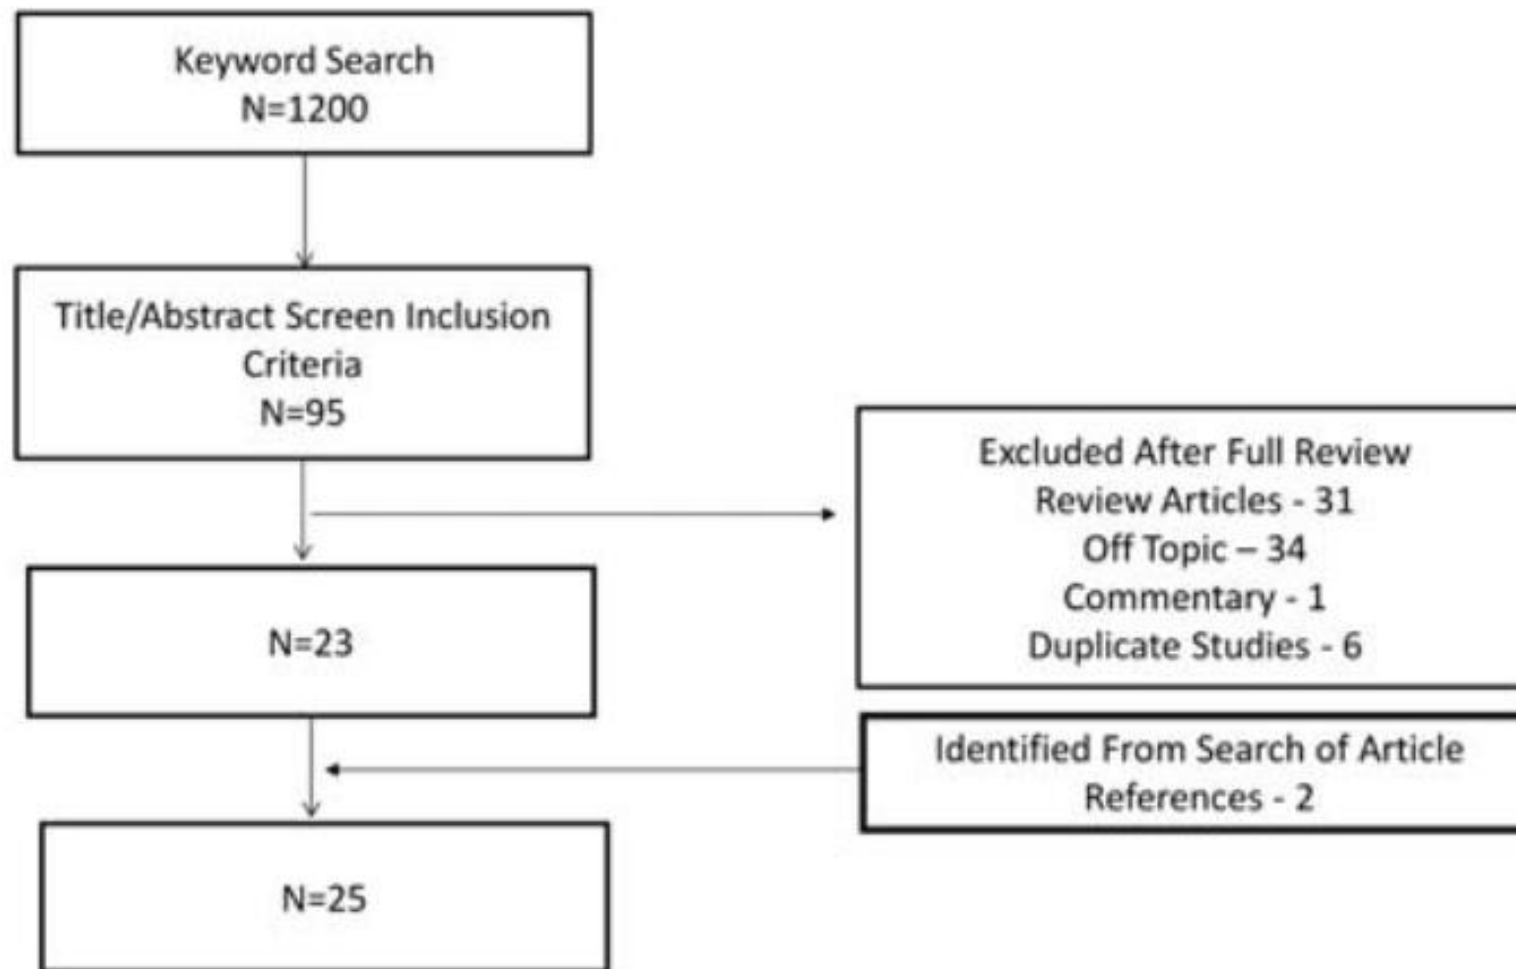 Keyword Search
N=1200
Title/Abstract Screen Inclusion
Criteria
N=95
Excluded After Full Review
Review Articles - 31
Off Topic – 34
Commentary - 1
Duplicate Studies - 6
N=23
Identified From Search of Article
References - 2
N=25